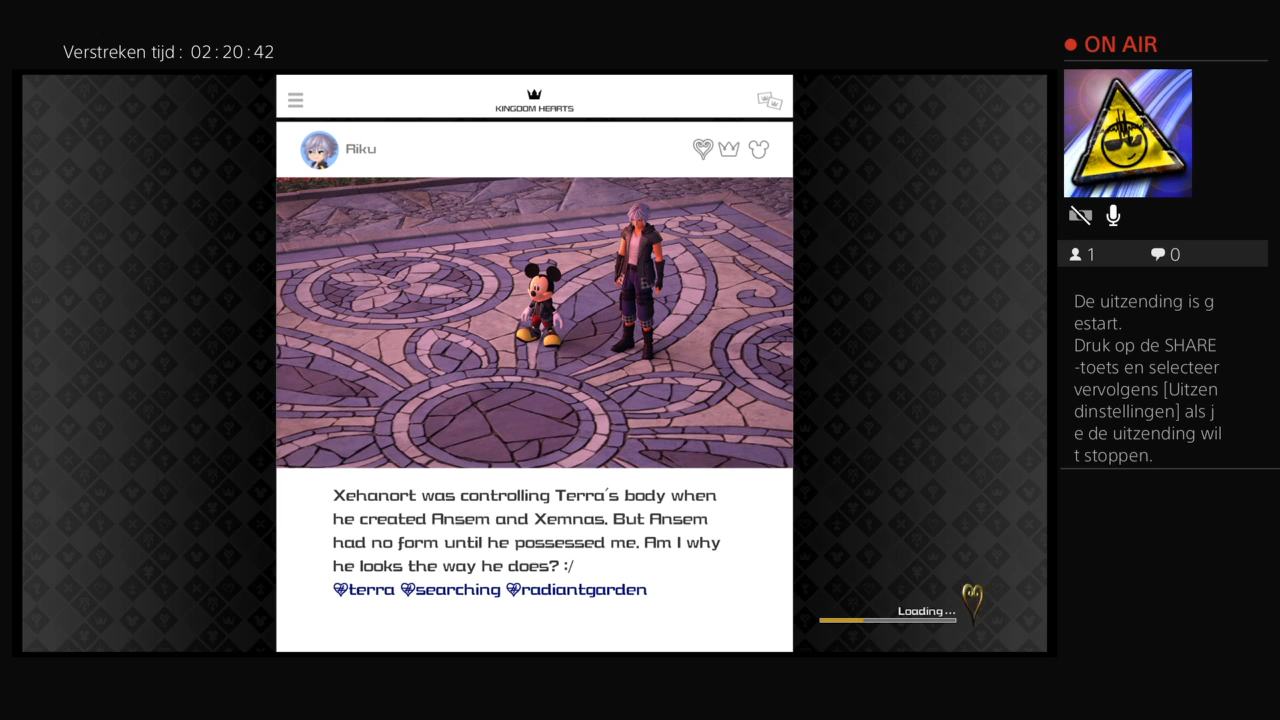 Verstreken tijd : 02 : 20 : 42
KINGDOM HEARTS
Riku
Xehanort was controlling Terra's body when
he created Ansem and Xemnas. But Ansem
had no form until he possessed me. Am I why
he looks the way he does? :/
terra searching radiantgarden
Loading...
ON AIR
1 0
De uitzending is g
estart.
Druk op de SHARE
-toets en selecteer
vervolgens [Uitzen
dinstellingen] als j
e de uitzending wil
t stoppen.